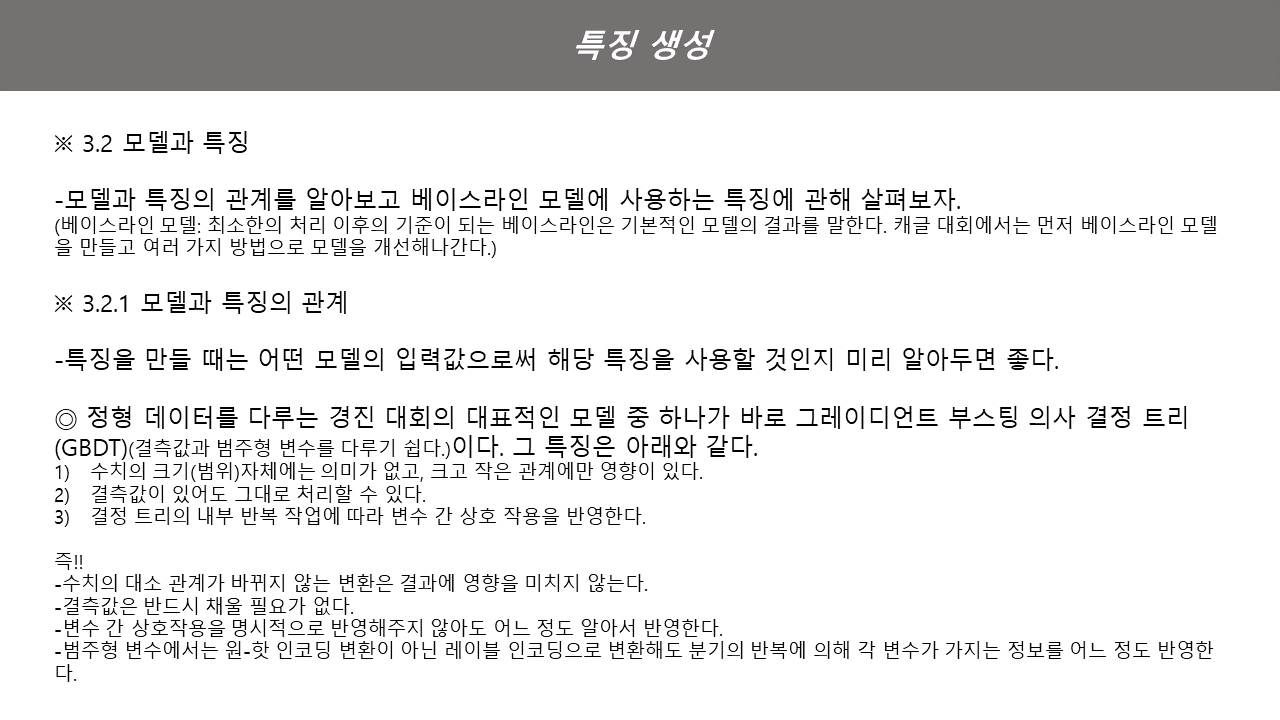 특징 생성
※ 3.2 모델과 특징
-모델과 특징의 관계를 알아보고 베이스라인 모델에 사용하는 특징에 관해 살펴보자.
(베이스라인 모델: 최소한의 처리 이후의 기준이 되는 베이스라인은 기본적인 모델의 결과를 말한다. 캐글 대회에서는 먼저 베이스라인 모델
을 만들고 여러 가지 방법으로 모델을 개선해나간다.)
※ 3.2.1 모델과 특징의 관계
-특징을 만들 때는 어떤 모델의 입력값으로써 해당 특징을 사용할 것인지 미리 알아두면 좋다.
◎ 정형 데이터를 다루는 경진 대회의 대표적인 모델 중 하나가 바로 그레이디언트 부스팅 의사 결정 트리
(GBDT)(결측값과 범주형 변수를 다루기 쉽다.)이다. 그 특징은 아래와 같다.
1) 수치의 크기(범위)자체에는 의미가 없고, 크고 작은 관계에만 영향이 있다.
2) 결측값이 있어도 그대로 처리할 수 있다.
3) 결정 트리의 내부 반복 작업에 따라 변수 간 상호 작용을 반영한다.
즉!!
-수치의 대소 관계가 바뀌지 않는 변환은 결과에 영향을 미치지 않는다.
-결측값은 반드시 채울 필요가 없다.
-변수 간 상호작용을 명시적으로 반영해주지 않아도 어느 정도 알아서 반영한다.
-범주형 변수에서는 원-핫 인코딩 변환이 아닌 레이블 인코딩으로 변환해도 분기의 반복에 의해 각 변수가 가지는 정보를 어느 정도 반영한
다.